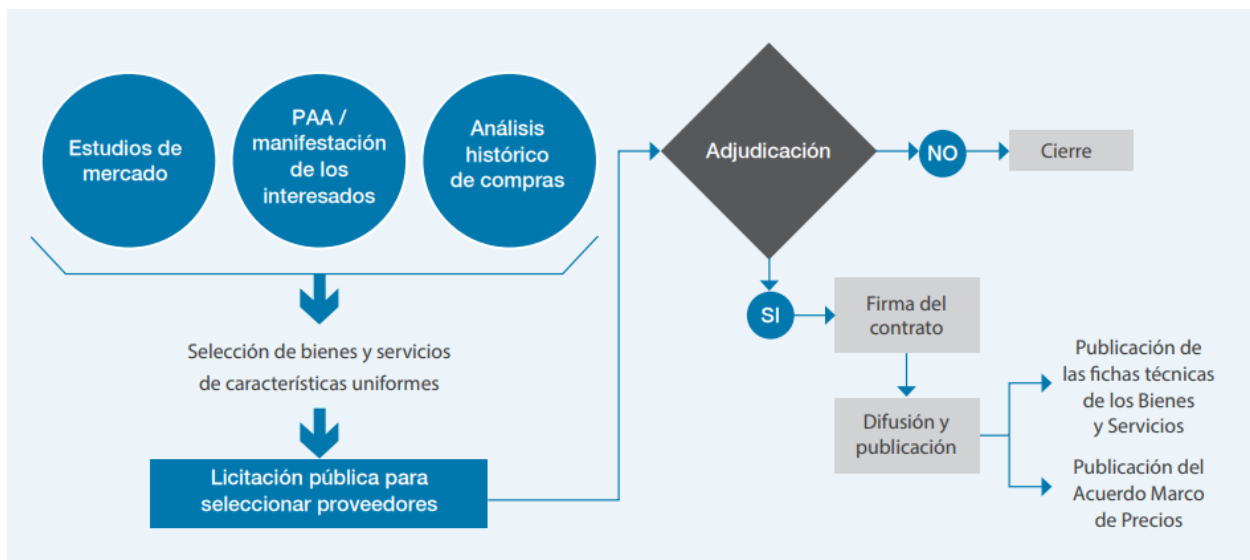 Estudios de
mercado
PAA /
manifestación
de los
interesados
Análisis
histórico
de compras
Selección de bienes y servicios
de características uniformes
Licitación pública para
seleccionar proveedores
Adjudicación
NO
Cierre
SI
Firma del
contrato
Difusión y
publicación
Publicación de
las fichas técnicas
de los Bienes
y Servicios
Publicación del
Acuerdo Marco
de Precios